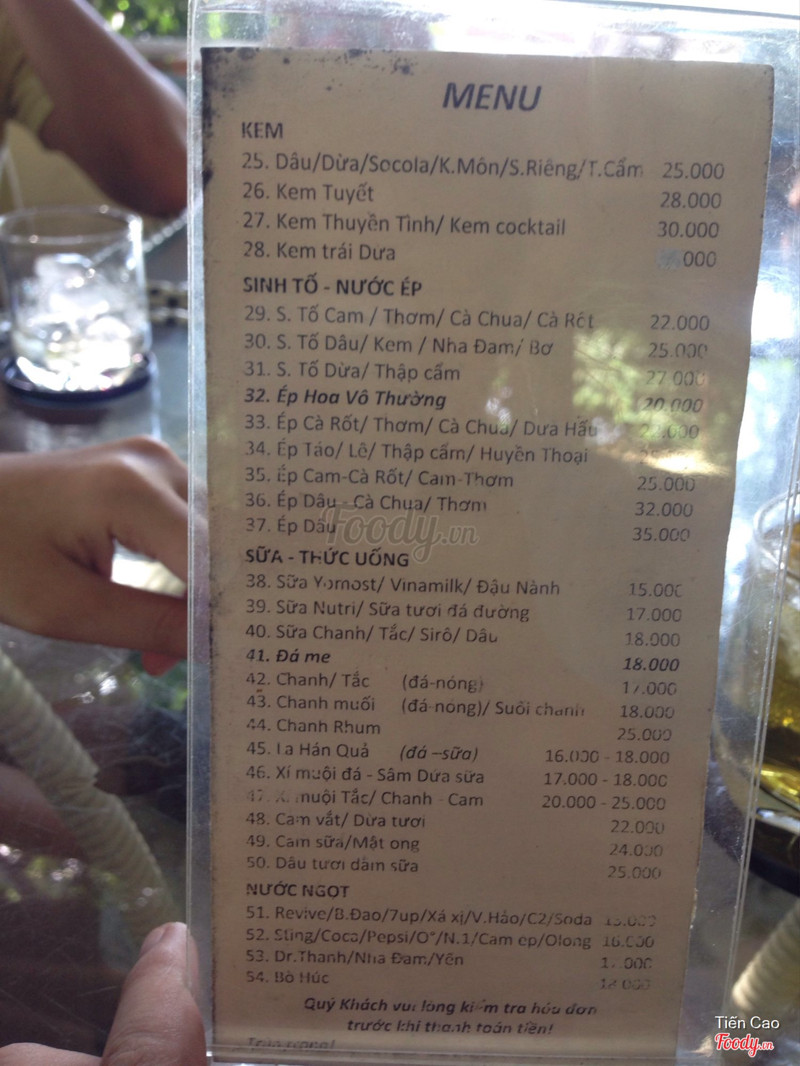 MENU
KEM
25. Dâu/Dừa/Socola/K.Môn/S.Riêng/T.Cẩm 25.000
26. Kem Tuyết 28.000
27. Kem Thuyền Tình/ Kem cocktail 30.000
28. Kem trái Dưa 000
SINH TỐ - NƯỚC ÉP
29. S. Tố Cam / Thơm/ Cà Chua/ Cà Rốt 22.000
30. S. Tố Dâu/ Kem / Nha Đam/ Bơ 25.000
31. S. Tố Dừa/ Thập cẩm 27.000
32. Ép Hoa Vô Thường 20.000
33. Ép Cà Rốt/ Thơm/ Cà Chua/ Dưa Hấu
34. Ép Táo/ Lê/ Thập cẩm/ Huyền Thoại
35. Ép Cam-Cà Rốt/ Cam-Thơm 25.000
36. Ép Dâu - Cà Chua/ Thơm 32.000
37. Ép Dâu 35.000
Foody.vn
SỮA - THỨC UỐNG
38. Sữa Yomost/ Vinamilk/ Đậu Nành 15.000
39. Sữa Nutri/ Sữa tươi đá đường 17.000
40. Sữa Chanh/ Tắc/ Sirô/ Dâu 18.000
41. Đá me 18.000
42. Chanh/ Tắc (đá-nóng) 17.000
43. Chanh muối (đá-nóng)/ Suối chanh 18.000
44. Chanh Rhum 25.000
45. La Hán Quả (đá –sữa) 16.000 - 18.000
46. Xí muội đá - Sâm Dứa sữa 17.000 - 18.000
47. Xí muội Tắc/ Chanh - Cam 20.000 - 25.000
48. Cam vắt/ Dừa tươi 22.000
49. Cam sữa/Mật ong 24.000
50. Dâu tươi dầm sữa 25.000
NƯỚC NGỌT
51. Revive/B.Đao/7up/Xá xị/V.Hảo/C2/Soda 15.000
52. Sting/Coca/Pepsi/O°/N.1/Cam ép/Olong 16.000
53. Dr.Thanh/Nha Đam/Yến
54. Bò Húc 18.000
Quý Khách vui lòng kiểm tra hóa đơn
trước khi thanh toán tiền!
Trân trọng!
Tiến Cao
Foody.vn